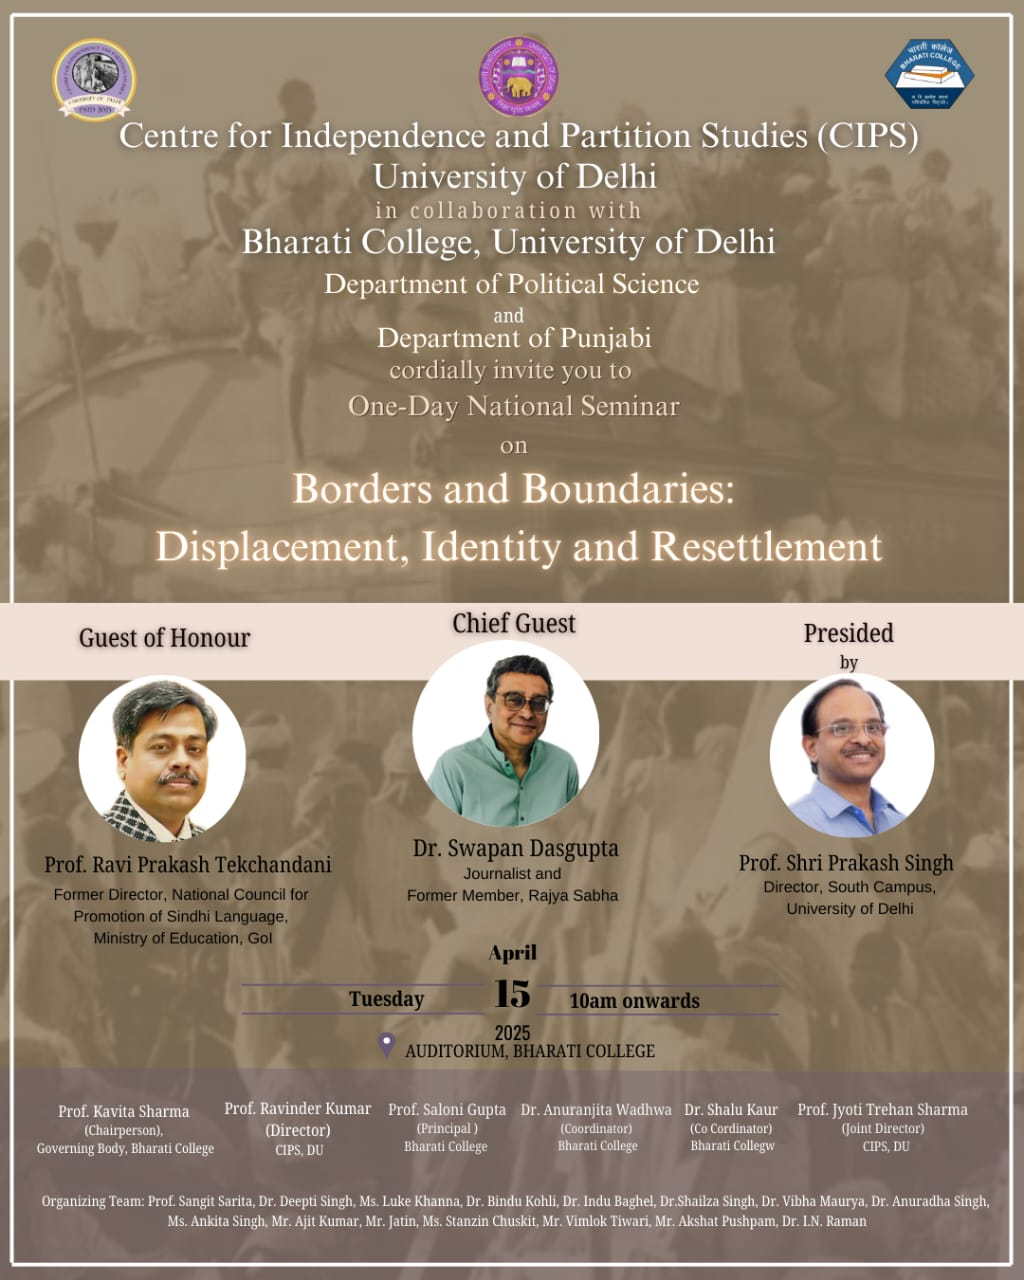 UNIVERSITY OF DELHI
ESTD 2023
भारती कॉलेज
BHARATI COLLEGE
Centre for Independence and Partition Studies (CIPS)
University of Delhi
in collaboration with
Bharati College, University of Delhi
Department of Political Science
and
Department of Punjabi
cordially invite you to
One-Day National Seminar
on
Borders and Boundaries:
Displacement, Identity and Resettlement
Guest of Honour
Chief Guest
Presided
by
Prof. Ravi Prakash Tekchandani
Former Director, National Council for
Promotion of Sindhi Language,
Ministry of Education, GoI
Dr. Swapan Dasgupta
Journalist and
Former Member, Rajya Sabha
Prof. Shri Prakash Singh
Director, South Campus,
University of Delhi
April
Tuesday 15 10am onwards
2025
AUDITORIUM, BHARATI COLLEGE
Prof. Kavita Sharma
(Chairperson),
Governing Body, Bharati College
Prof. Ravinder Kumar
(Director)
CIPS, DU
Prof. Saloni Gupta
(Principal )
Bharati College
Dr. Anuranjita Wadhwa
(Coordinator)
Bharati College
Dr. Shalu Kaur
(Co Cordinator)
Bharati Collegw
Prof. Jyoti Trehan Sharma
(Joint Director)
CIPS, DU
Organizing Team: Prof. Sangit Sarita, Dr. Deepti Singh, Ms. Luke Khanna, Dr. Bindu Kohli, Dr. Indu Baghel, Dr.Shailza Singh, Dr. Vibha Maurya, Dr. Anuradha Singh,
Ms. Ankita Singh, Mr. Ajit Kumar, Mr. Jatin, Ms. Stanzin Chuskit, Mr. Vimlok Tiwari, Mr. Akshat Pushpam, Dr. I.N. Raman